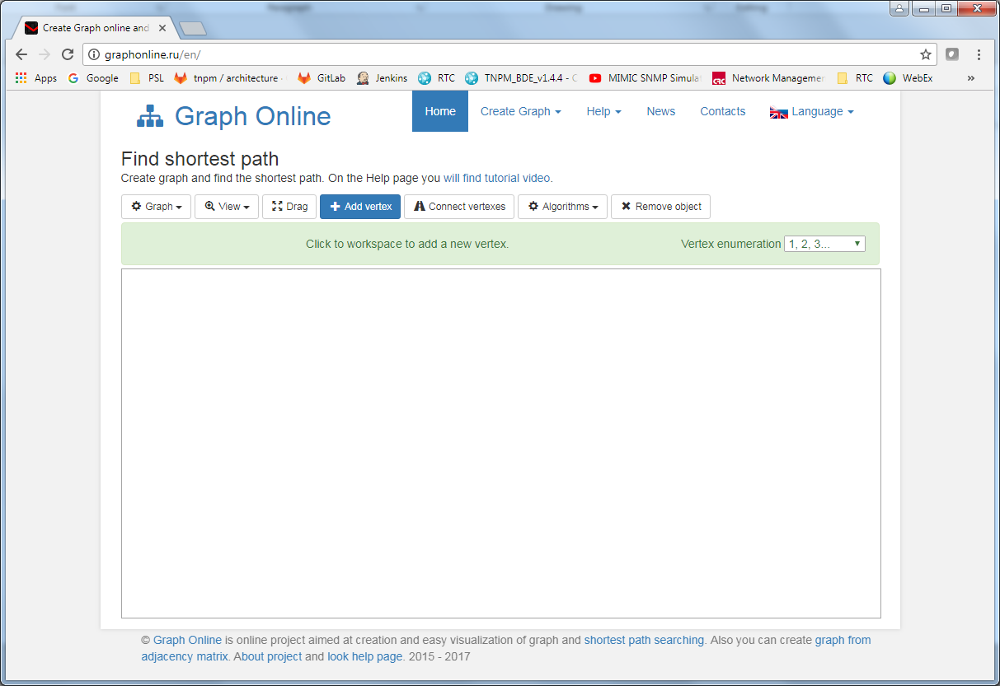 Create Graph online and
graphonline.ru/en/
Apps Google PSL tnpm / architecture · GitLab Jenkins RTC TNPM_BDE_v1.4.4 - MIMIC SNMP Simula Network Managemen RTC WebEx »
Graph Online
Home Create Graph Help News Contacts Language
Find shortest path
Create graph and find the shortest path. On the Help page you will find tutorial video.
Graph View Drag Add vertex Connect vertexes Algorithms Remove object
Click to workspace to add a new vertex. Vertex enumeration 1, 2, 3...
© Graph Online is online project aimed at creation and easy visualization of graph and shortest path searching. Also you can create graph from
adjacency matrix. About project and look help page. 2015 - 2017